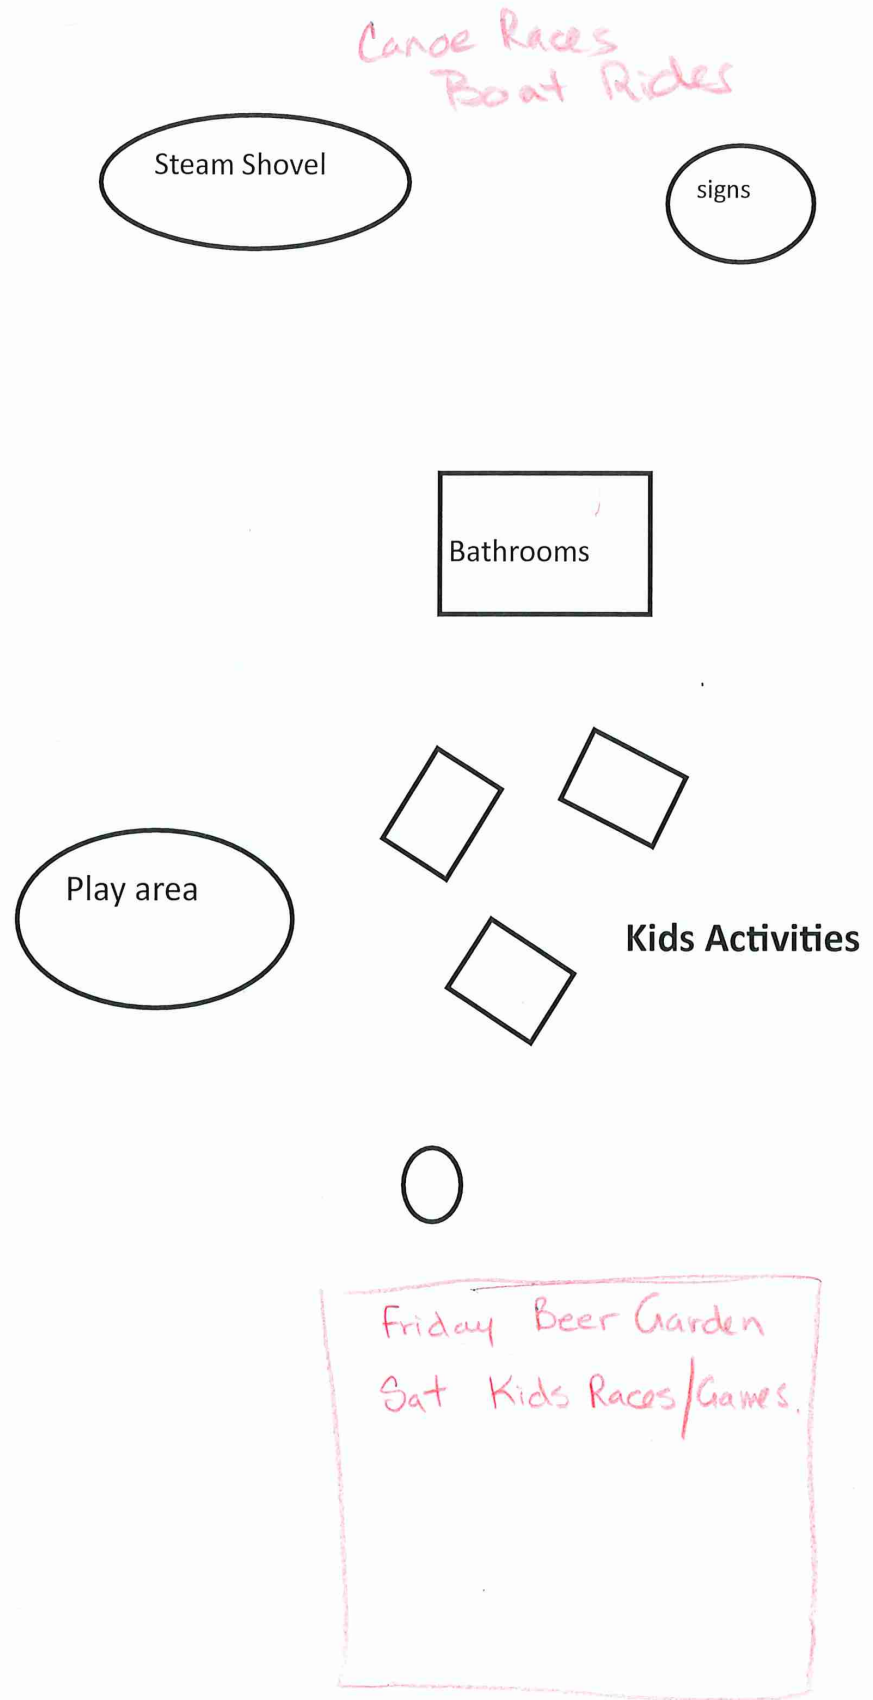 Canoe Races
Boat Rides
Steam Shovel
signs
Bathrooms
Play area
Kids Activities
Friday Beer Garden
Sat Kids Races/Games.